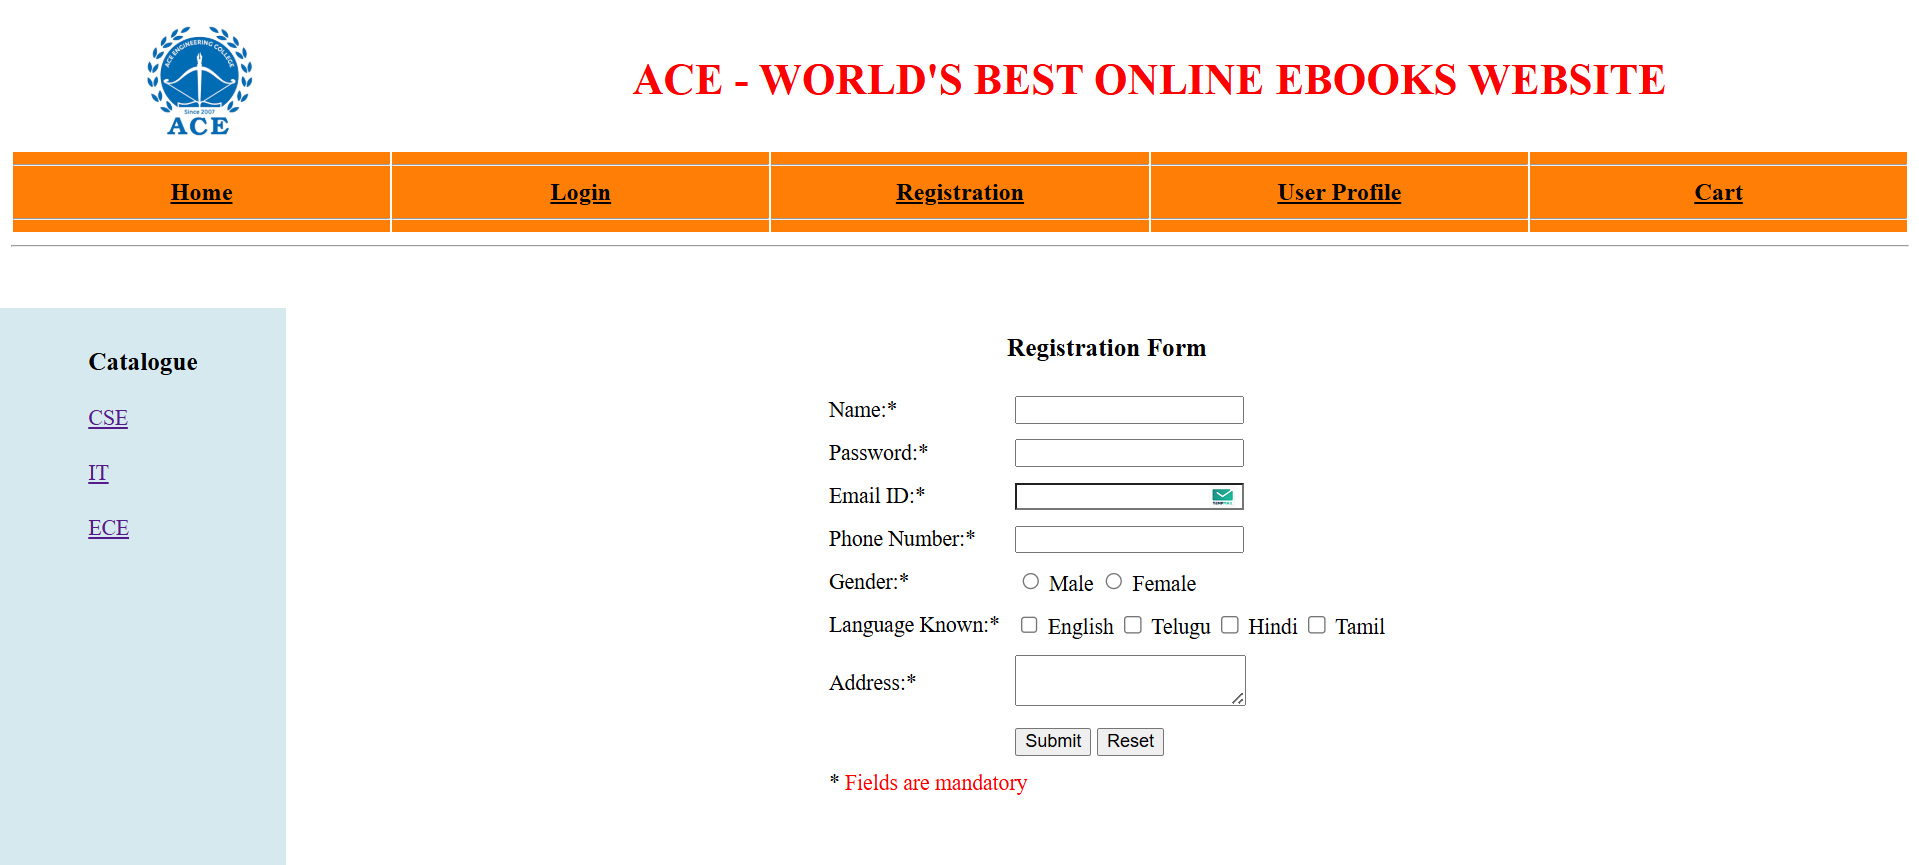 ACE ENGINEERING COLLEGE
Since 2007
ACE
ACE - WORLD'S BEST ONLINE EBOOKS WEBSITE
Home Login Registration User Profile Cart
Catalogue
CSE
IT
ECE
Registration Form
Name:*
Password:*
Email ID:*
Phone Number:*
Gender:* Male Female
Language Known:* English Telugu Hindi Tamil
Address:*
Submit Reset
* Fields are mandatory